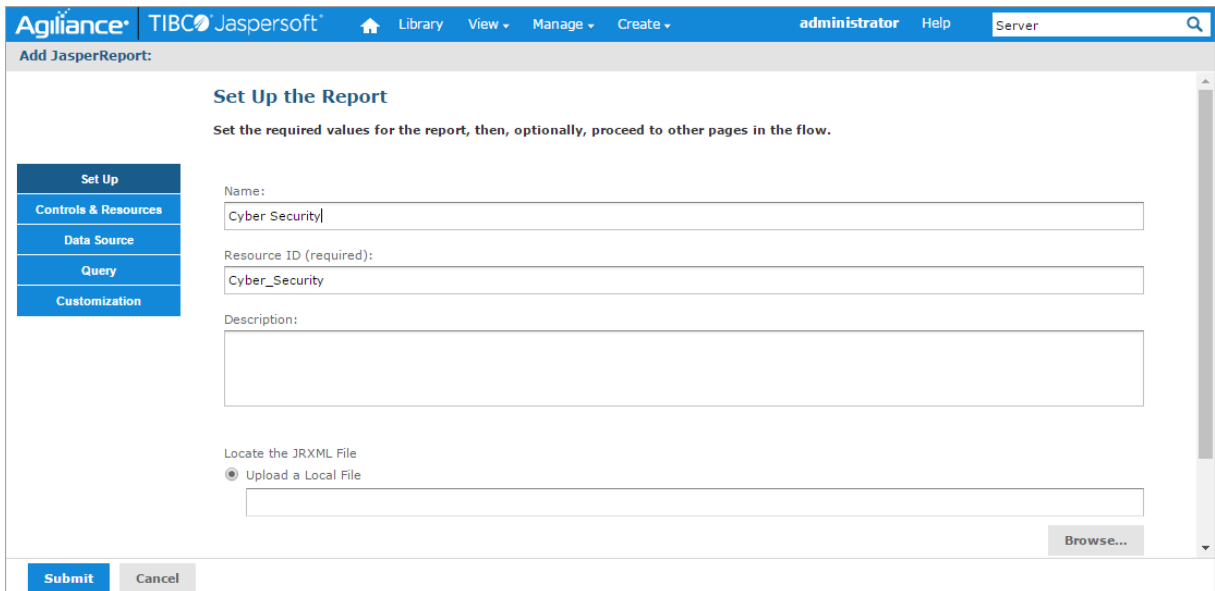 Agiliance TIBCO Jaspersoft Library View Manage Create administrator Help Server
Add JasperReport:
Set Up the Report
Set the required values for the report, then, optionally, proceed to other pages in the flow.
Set Up
Controls & Resources
Data Source
Query
Customization
Name:
Cyber Security
Resource ID (required):
Cyber_Security
Description:
Locate the JRXML File
Upload a Local File
Browse...
Submit Cancel